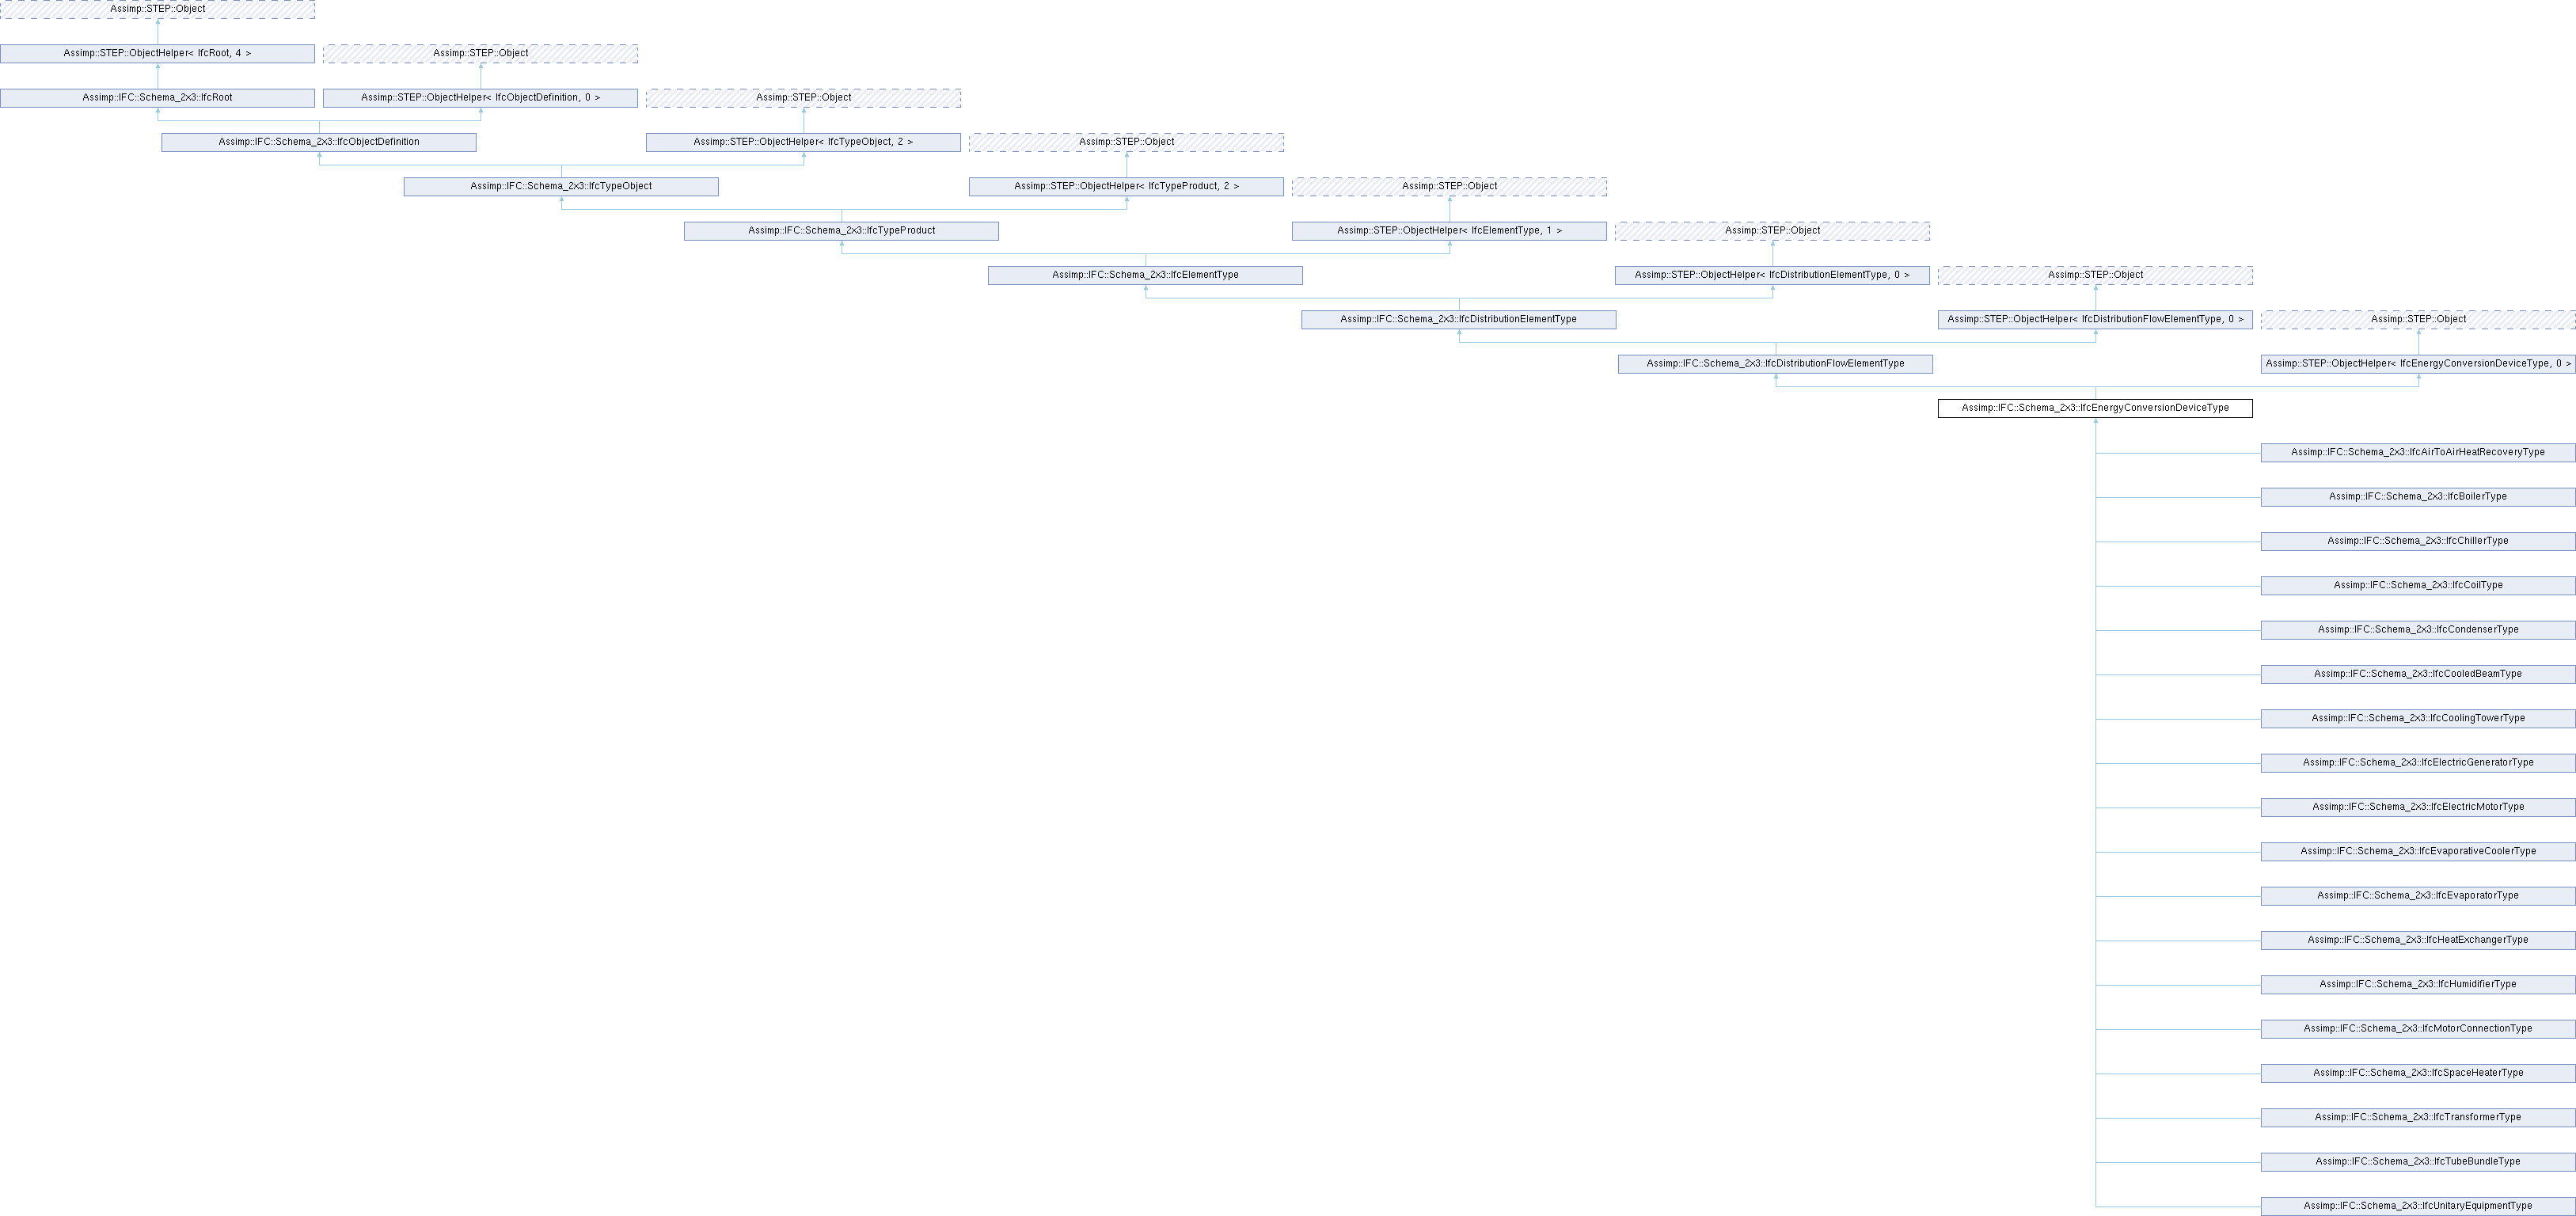 Assimp::STEP::Object
Assimp::STEP::ObjectHelper< IfcRoot, 4 >
Assimp::STEP::Object
Assimp::IFC::Schema_2x3::IfcRoot
Assimp::STEP::ObjectHelper< IfcObjectDefinition, 0 >
Assimp::STEP::Object
Assimp::IFC::Schema_2x3::IfcObjectDefinition
Assimp::STEP::ObjectHelper< IfcTypeObject, 2 >
Assimp::STEP::Object
Assimp::IFC::Schema_2x3::IfcTypeObject
Assimp::STEP::ObjectHelper< IfcTypeProduct, 2 >
Assimp::STEP::Object
Assimp::IFC::Schema_2x3::IfcTypeProduct
Assimp::STEP::ObjectHelper< IfcElementType, 1 >
Assimp::STEP::Object
Assimp::IFC::Schema_2x3::IfcElementType
Assimp::STEP::ObjectHelper< IfcDistributionElementType, 0 >
Assimp::STEP::Object
Assimp::IFC::Schema_2x3::IfcDistributionElementType
Assimp::STEP::ObjectHelper< IfcDistributionFlowElementType, 0 >
Assimp::STEP::Object
Assimp::IFC::Schema_2x3::IfcDistributionFlowElementType
Assimp::STEP::ObjectHelper< IfcEnergyConversionDeviceType, 0 >
Assimp::IFC::Schema_2x3::IfcEnergyConversionDeviceType
Assimp::IFC::Schema_2x3::IfcAirToAirHeatRecoveryType
Assimp::IFC::Schema_2x3::IfcBoilerType
Assimp::IFC::Schema_2x3::IfcChillerType
Assimp::IFC::Schema_2x3::IfcCoilType
Assimp::IFC::Schema_2x3::IfcCondenserType
Assimp::IFC::Schema_2x3::IfcCooledBeamType
Assimp::IFC::Schema_2x3::IfcCoolingTowerType
Assimp::IFC::Schema_2x3::IfcElectricGeneratorType
Assimp::IFC::Schema_2x3::IfcElectricMotorType
Assimp::IFC::Schema_2x3::IfcEvaporativeCoolerType
Assimp::IFC::Schema_2x3::IfcEvaporatorType
Assimp::IFC::Schema_2x3::IfcHeatExchangerType
Assimp::IFC::Schema_2x3::IfcHumidifierType
Assimp::IFC::Schema_2x3::IfcMotorConnectionType
Assimp::IFC::Schema_2x3::IfcSpaceHeaterType
Assimp::IFC::Schema_2x3::IfcTransformerType
Assimp::IFC::Schema_2x3::IfcTubeBundleType
Assimp::IFC::Schema_2x3::IfcUnitaryEquipmentType